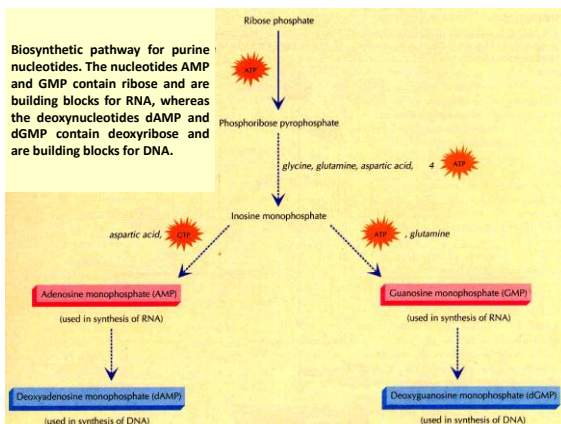 Ribose phosphate
Biosynthetic pathway for purine
nucleotides. The nucleotides AMP
and GMP contain ribose and are
building blocks for RNA, whereas
the deoxynucleotides dAMP and
dGMP contain deoxyribose and
are building blocks for DNA.
ATP
Phosphoribose pyrophosphate
glycine, glutamine, aspartic acid, 4 ATP
Inosine monophosphate
aspartic acid, GTP
ATP , glutamine
Adenosine monophosphate (AMP)
Guanosine monophosphate (GMP)
(used in synthesis of RNA)
(used in synthesis of RNA)
Deoxyadenosine monophosphate (dAMP)
Deoxyguanosine monophosphate (dGMP)
(used in synthesis of DNA)
(used in synthesis of DNA)